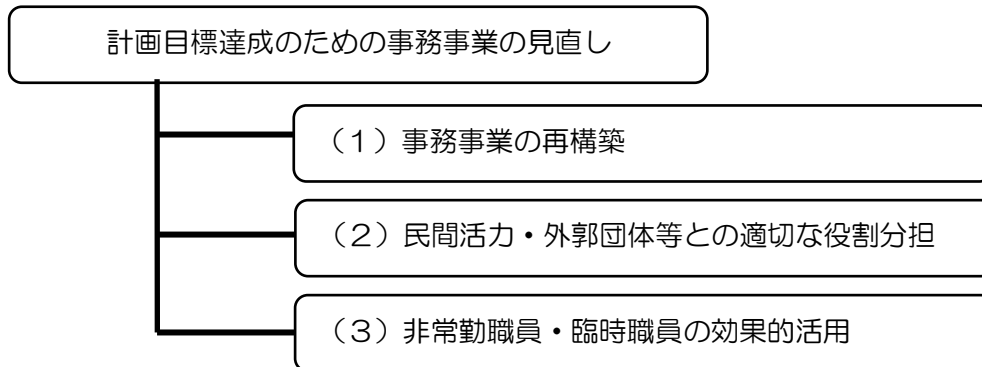 計画目標達成のための事務事業の見直し
（１）事務事業の再構築
（２）民間活力・外郭団体等との適切な役割分担
（３）非常勤職員・臨時職員の効果的活用